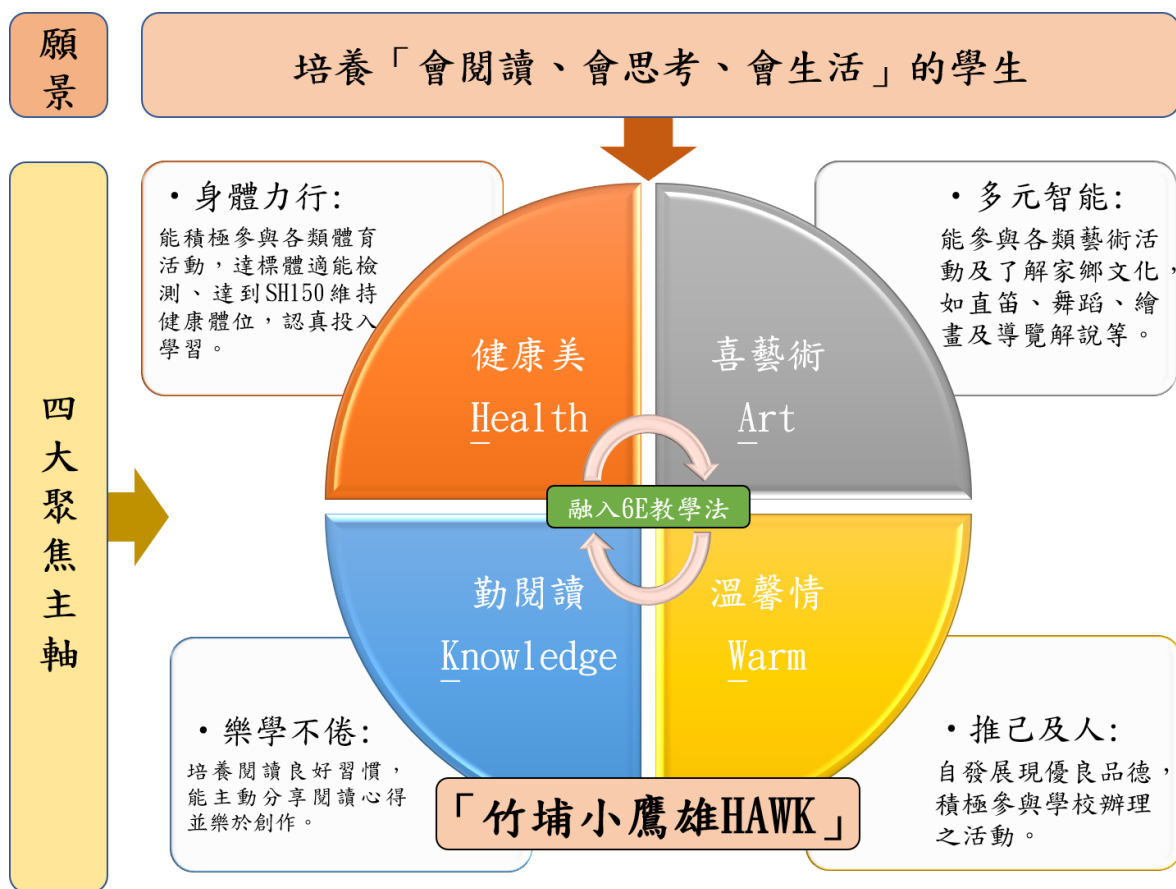 願
景
培養「會閱讀、會思考、會生活」的學生
四
大
聚
焦
主
軸
・身體力行:
能積極參與各類體育
活動，達標體適能檢
測、達到SH150維持
健康體位，認真投入
學習。
・多元智能:
能參與各類藝術活
動及了解家鄉文化，
如直笛、舞蹈、繪
畫及導覽解說等。
健康美
Health
喜藝術
Art
融入6E教學法
勤閱讀
Knowledge
溫馨情
Warm
・樂學不倦:
培養閱讀良好習慣，
能主動分享閱讀心得
並樂於創作。
・推己及人:
自發展現優良品德，
積極參與學校辦理
之活動。
「竹埔小鷹雄HAWK」